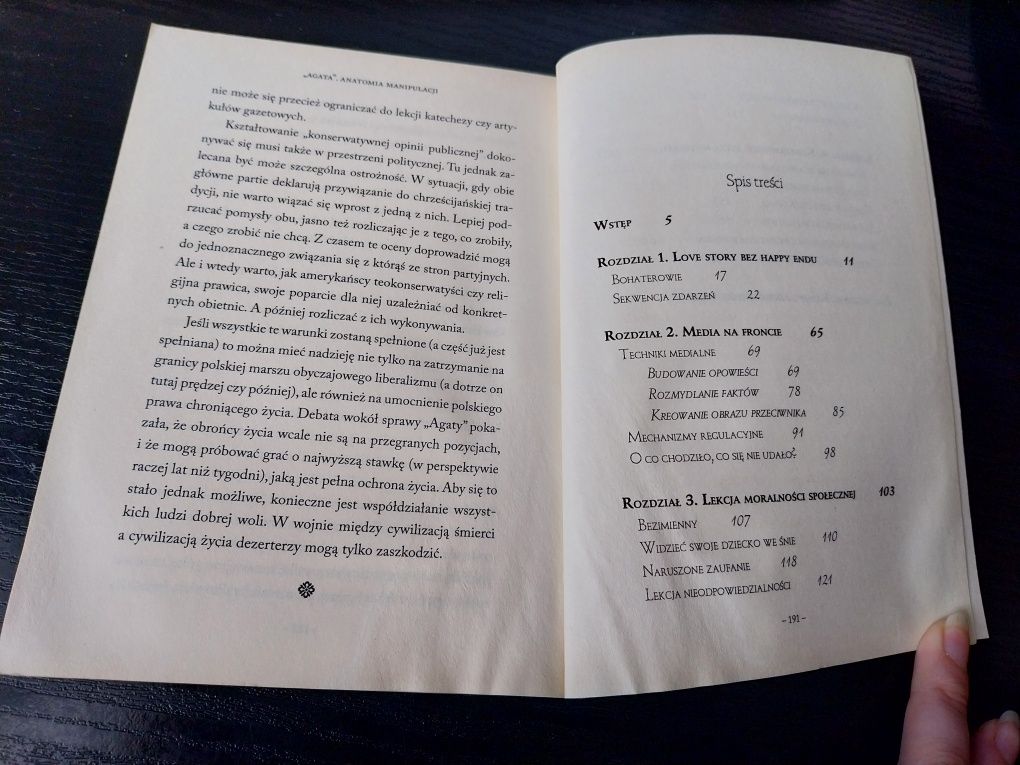 „AGATA”. ANATOMIA MANIPULACJI
nie może się przecież ograniczać do lekcji katechezy czy arty-
kułów gazetowych.
Kształtowanie „konserwatywnej opinii publicznej” doko-
nywać się musi także w przestrzeni politycznej. Tu jednak za-
lecana być może szczególna ostrożność. W sytuacji, gdy obie
główne partie deklarują przywiązanie do chrześcijańskiej tra-
dycji, nie warto wiązać się wprost z jedną z nich. Lepiej pod-
rzucać pomysły obu, jasno też rozliczając je z tego, co zrobiły,
a czego zrobić nie chcą. Z czasem te oceny doprowadzić mogą
do jednoznacznego związania się z którąś ze stron partyjnych.
Ale i wtedy warto, jak amerykańscy teokonserwatyści czy reli-
gijna prawica, swoje poparcie dla niej uzależniać od konkret-
nych obietnic. A później rozliczać z ich wykonywania.
Jeśli wszystkie te warunki zostaną spełnione (a część już jest
spełniana) to można mieć nadzieję nie tylko na zatrzymanie na
granicy polskiej marszu obyczajowego liberalizmu (a dotrze on
tutaj prędzej czy później), ale również na umocnienie polskiego
prawa chroniącego życia. Debata wokół sprawy „Agaty” poka-
zała, że obrońcy życia wcale nie są na przegranych pozycjach,
i że mogą próbować grać o najwyższą stawkę (w perspektywie
raczej lat niż tygodni), jaką jest pełna ochrona życia. Aby się to
stało jednak możliwe, konieczne jest współdziałanie wszyst-
kich ludzi dobrej woli. W wojnie między cywilizacją śmierci
a cywilizacją życia dezerterzy mogą tylko zaszkodzić.
Spis treści
WSTĘP 5
ROZDZIAŁ 1. LOVE STORY BEZ HAPPY ENDU 11
BOHATEROWIE 17
SEKWENCJA ZDARZEŃ 22
ROZDZIAŁ 2. MEDIA NA FRONCIE 65
TECHNIKI MEDIALNE 69
BUDOWANIE OPOWIEŚCI 69
ROZMYDLANIE FAKTÓW 78
KREOWANIE OBRAZU PRZECIWNIKA 85
MECHANIZMY REGULACYJNE 91
O CO CHODZIŁO, CO SIĘ NIE UDAŁO? 98
ROZDZIAŁ 3. LEKCJA MORALNOŚCI SPOŁECZNEJ 103
BEZIMIENNY 107
WIDZIEĆ SWOJE DZIECKO WE ŚNIE 110
NARUSZONE ZAUFANIE 118
LEKCJA NIEODPOWIEDZIALNOŚCI 121
– 191 –